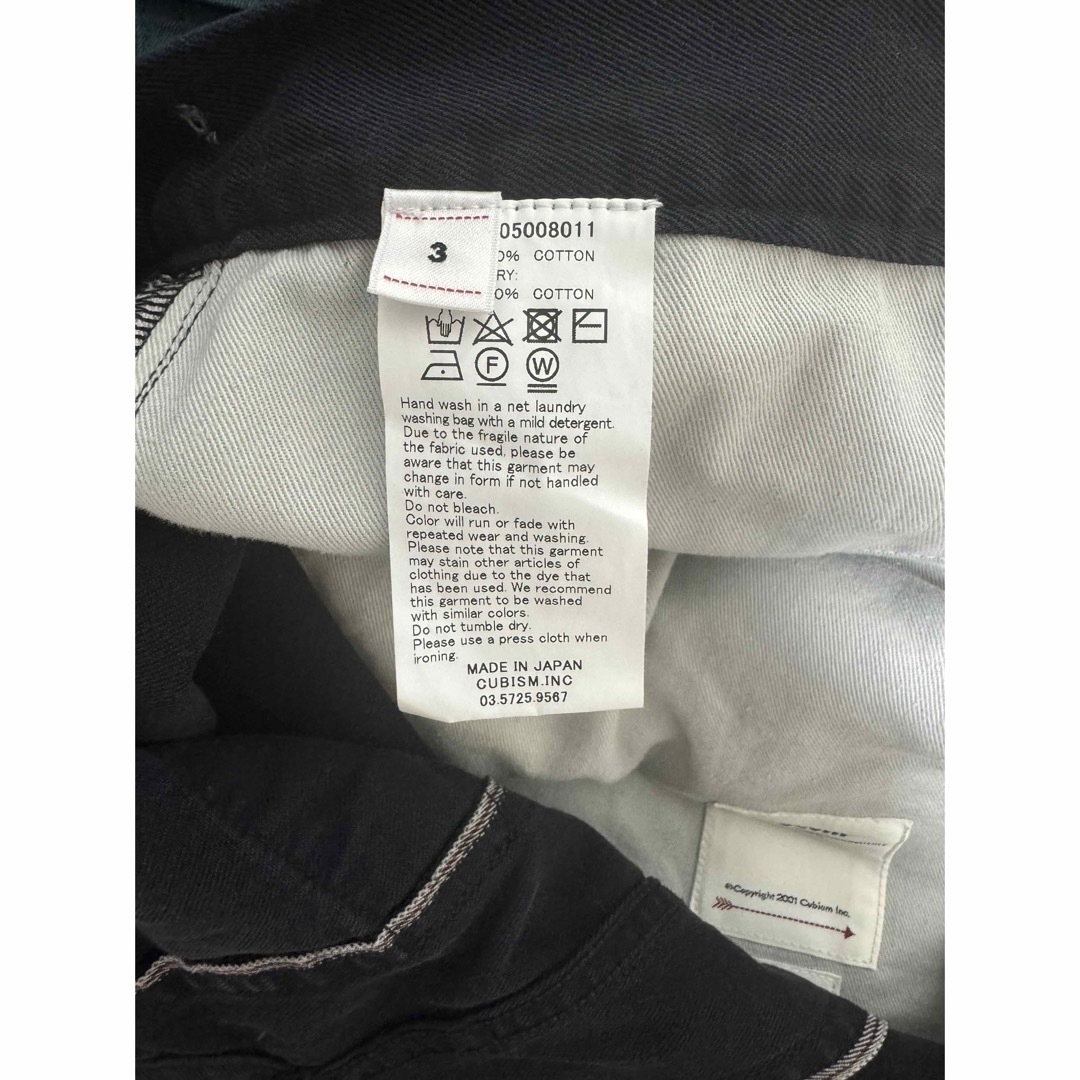 3
05008011
0% COTTON
RY:
0% COTTON
F
W
Hand wash in a net laundry
washing bag with a mild detergent.
Due to the fragile nature of
the fabric used, please be
aware that this garment may
change in form if not handled
with care.
Do not bleach.
Color will run or fade with
repeated wear and washing.
Please note that this garment
may stain other articles of
clothing due to the dye that
has been used. We recommend
this garment to be washed
with similar colors.
Do not tumble dry.
Please use a press cloth when
ironing.
MADE IN JAPAN
CUBISM.INC
03.5725.9567
©Copyright 2001 Cubism Inc.